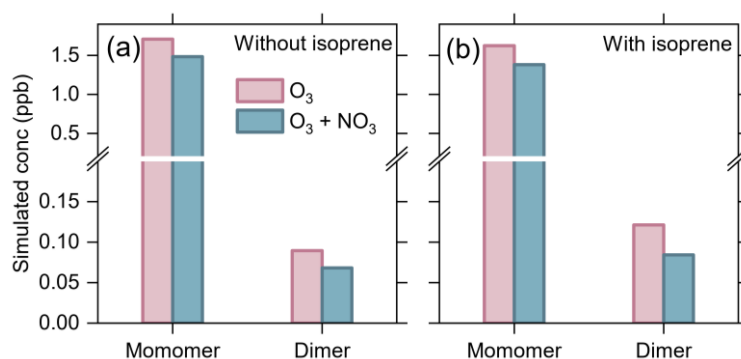 (a)
Without isoprene
(b)
With isoprene
O3
O3 + NO3
Simulated conc (ppb)
1.5
1.0
0.5
0.15
0.10
0.05
0.00
Momomer
Dimer
Momomer
Dimer